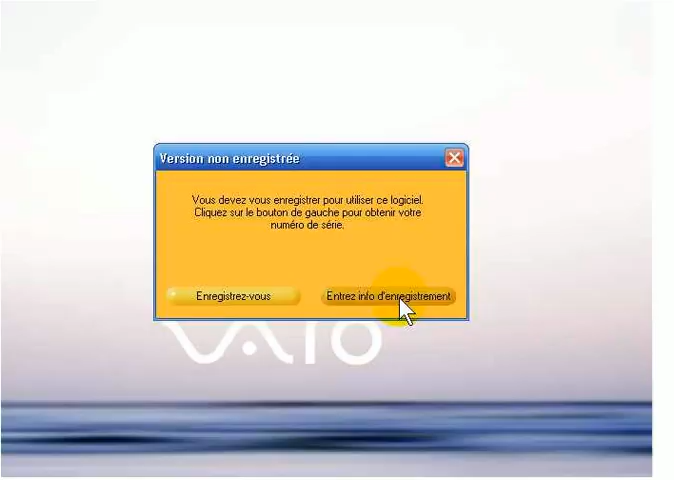 Version non enregistrée
Vous devez vous enregistrer pour utiliser ce logiciel.
Cliquez sur le bouton de gauche pour obtenir votre
numéro de série.
Enregistrez-vous
Entrez info d'enregistrement
VAIO